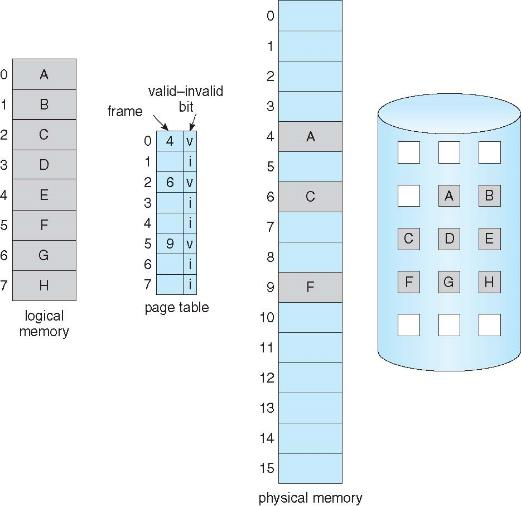 0 A
1 B
2 C
3 D
4 E
5 F
6 G
7 H
logical
memory
valid–invalid
bit
frame
0 4 v
1 i
2 6 v
3 i
4 i
5 9 v
6 i
7 i
page table
0
1
2
3
4 A
5
6 C
7
8
9 F
10
11
12
13
14
15
physical memory
A B
C D E
F G H